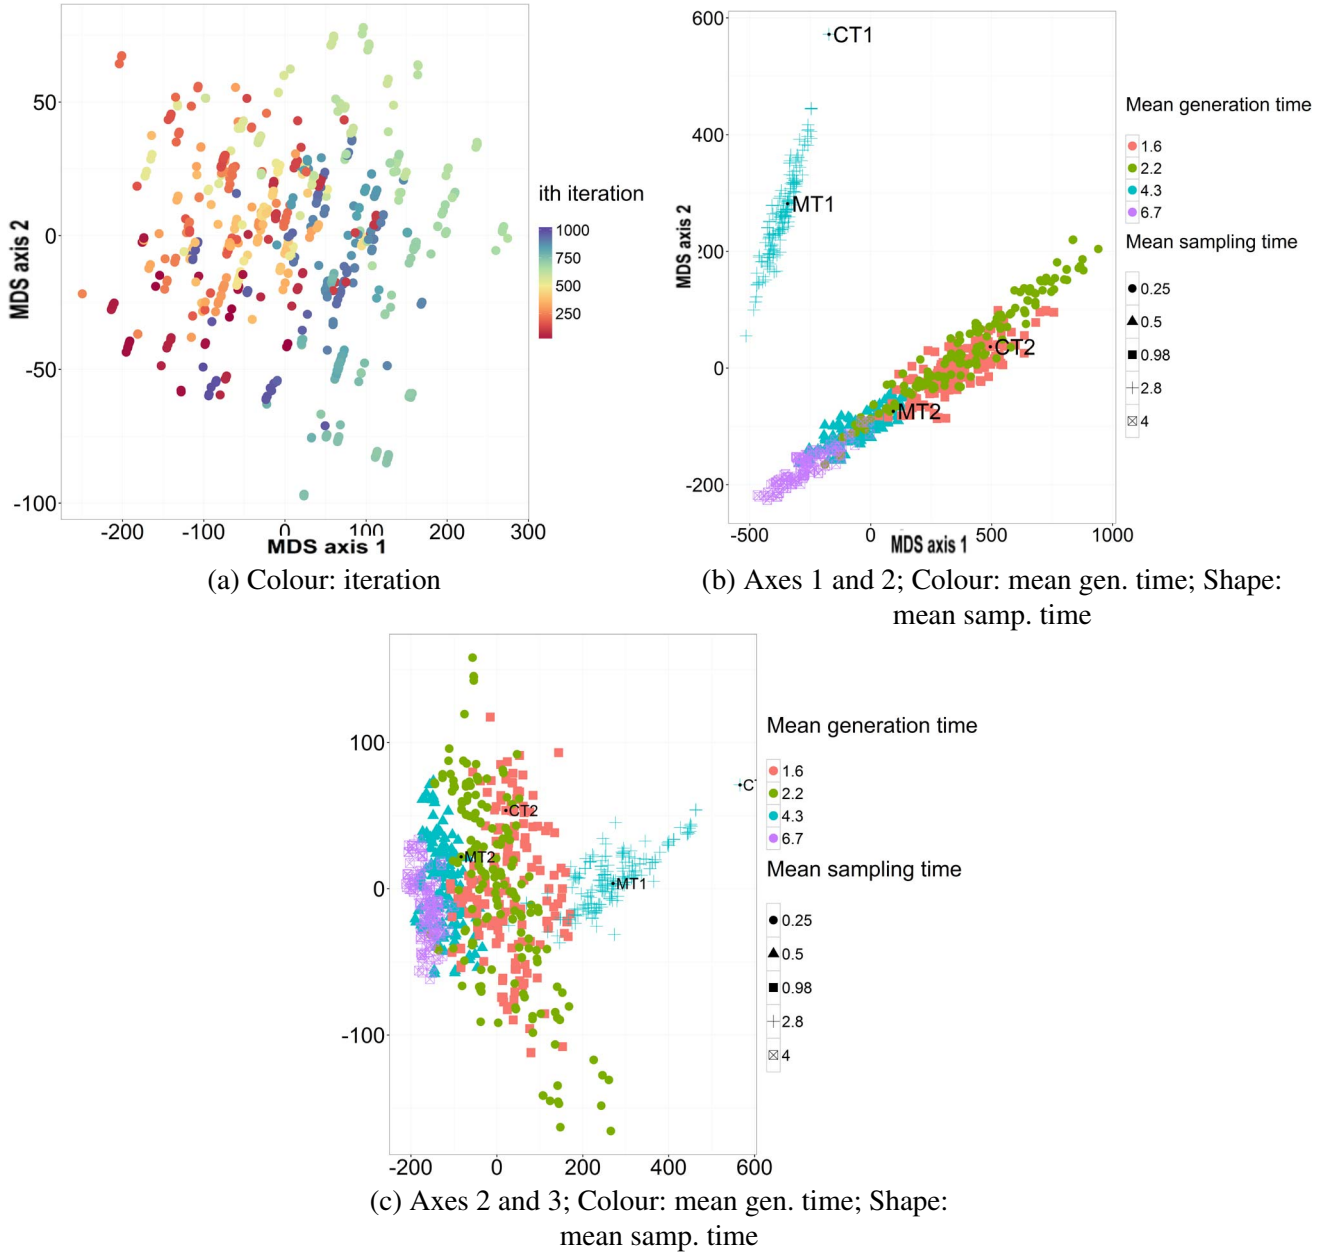 50
0
-50
-100
MDS axis 2
-200
-100
0
100
200
300
MDS axis 1
ith iteration
1000
750
500
250
(a) Colour: iteration
600
400
200
0
-200
MDS axis 2
CT1
MT1
CT2
MT2
-500
0
500
1000
MDS axis 1
Mean generation time
1.6
2.2
4.3
6.7
Mean sampling time
0.25
0.5
0.98
2.8
4
(b) Axes 1 and 2; Colour: mean gen. time; Shape:
mean samp. time
100
0
-100
CT2
MT2
MT1
-200
0
200
400
600
Mean generation time
1.6
2.2
4.3
6.7
Mean sampling time
0.25
0.5
0.98
2.8
4
(c) Axes 2 and 3; Colour: mean gen. time; Shape:
mean samp. time